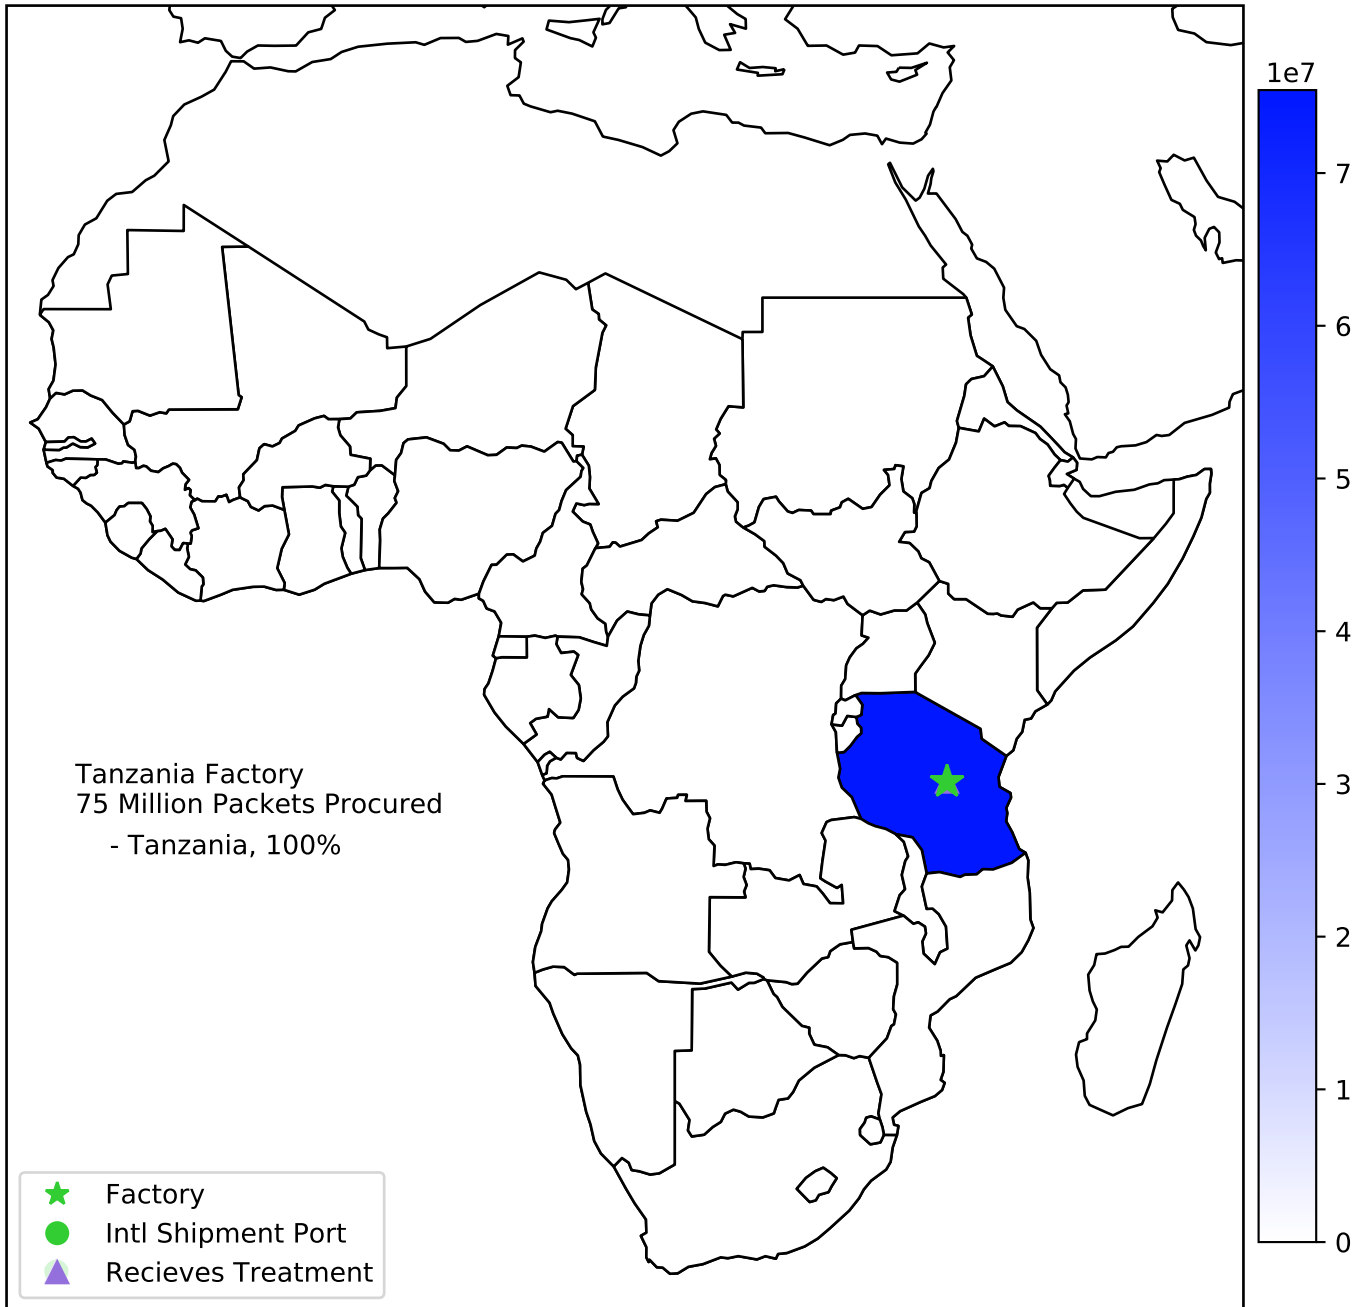 1e7
7
6
5
4
3
2
1
0
Tanzania Factory
75 Million Packets Procured
- Tanzania, 100%
Factory
Intl Shipment Port
Recieves Treatment